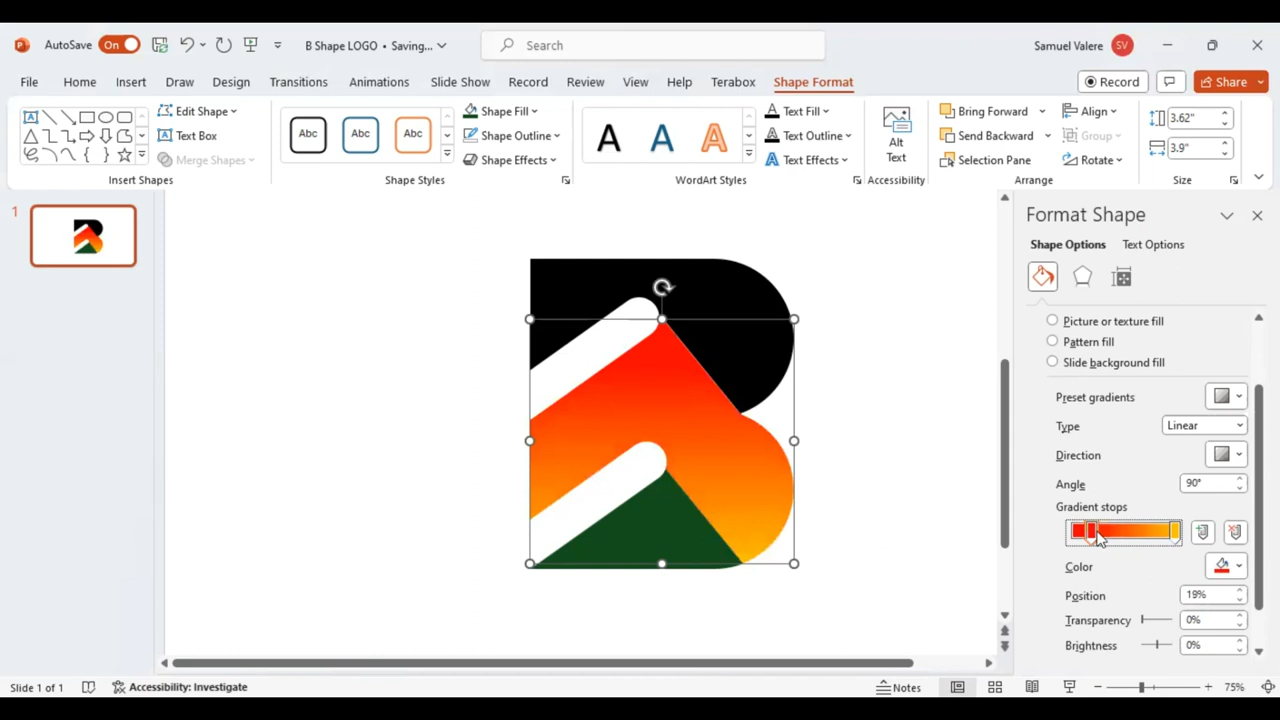 AutoSave On B Shape LOGO • Saving... Search Samuel Valere SV
File Home Insert Draw Design Transitions Animations Slide Show Record Review View Help Terabox Shape Format Record Share
Edit Shape
Text Box
Merge Shapes
Insert Shapes
Abc Abc Abc
Shape Fill
Shape Outline
Shape Effects
Shape Styles
A A A
Text Fill
Text Outline
Text Effects
WordArt Styles
Alt
Text
Accessibility
Bring Forward
Send Backward
Selection Pane
Align
Group
Rotate
Arrange
3.62"
3.9"
Size
1
Format Shape
Shape Options Text Options
Picture or texture fill
Pattern fill
Slide background fill
Preset gradients
Type Linear
Direction
Angle 90°
Gradient stops
Color
Position 19%
Transparency 0%
Brightness 0%
Slide 1 of 1 Accessibility: Investigate Notes 75%